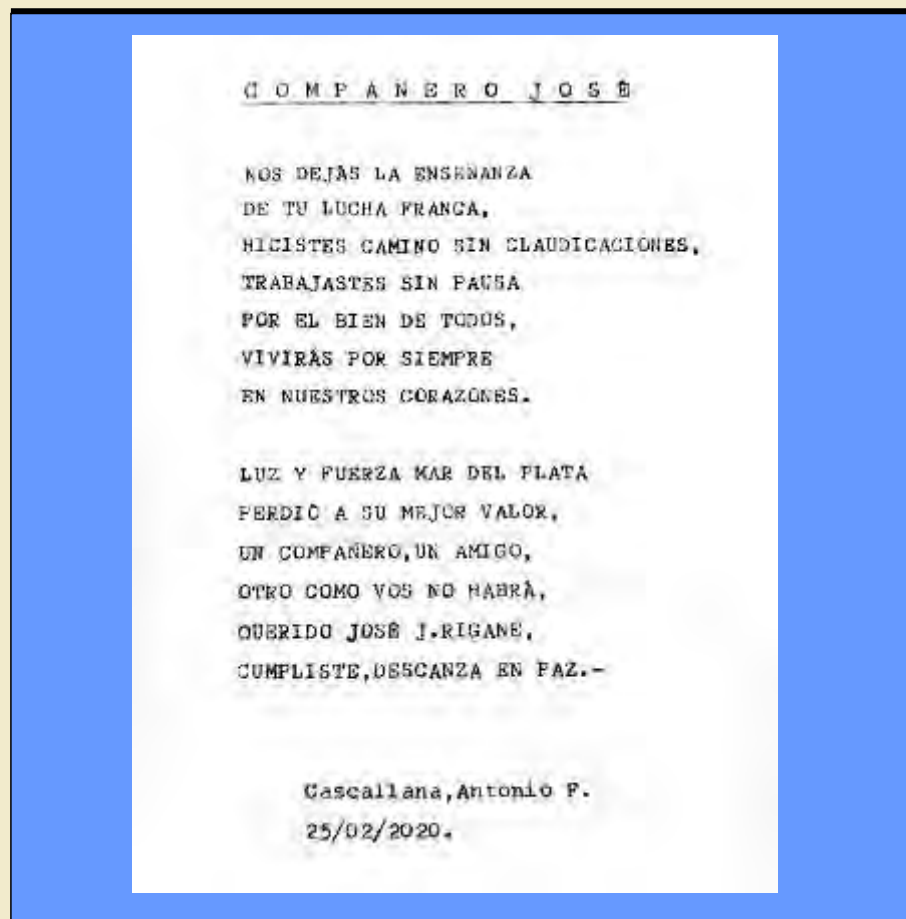 COMPAÑERO JOSÉ
NOS DEJÁS LA ENSEÑANZA
DE TU LUCHA FRANCA,
HICISTES CAMINO SIN CLAUDICACIONES,
TRABAJASTES SIN PAUSA
POR EL BIEN DE TODOS,
VIVIRÁS POR SIEMPRE
EN NUESTROS CORAZONES.
LUZ Y FUERZA MAR DEL PLATA
PERDIÓ A SU MEJOR VALOR,
UN COMPAÑERO,UN AMIGO,
OTRO COMO VOS NO HABRÁ,
QUERIDO JOSÉ J.RIGANE,
CUMPLISTE,DESCANZA EN PAZ.-
Cascallana,Antonio F.
25/02/2020.